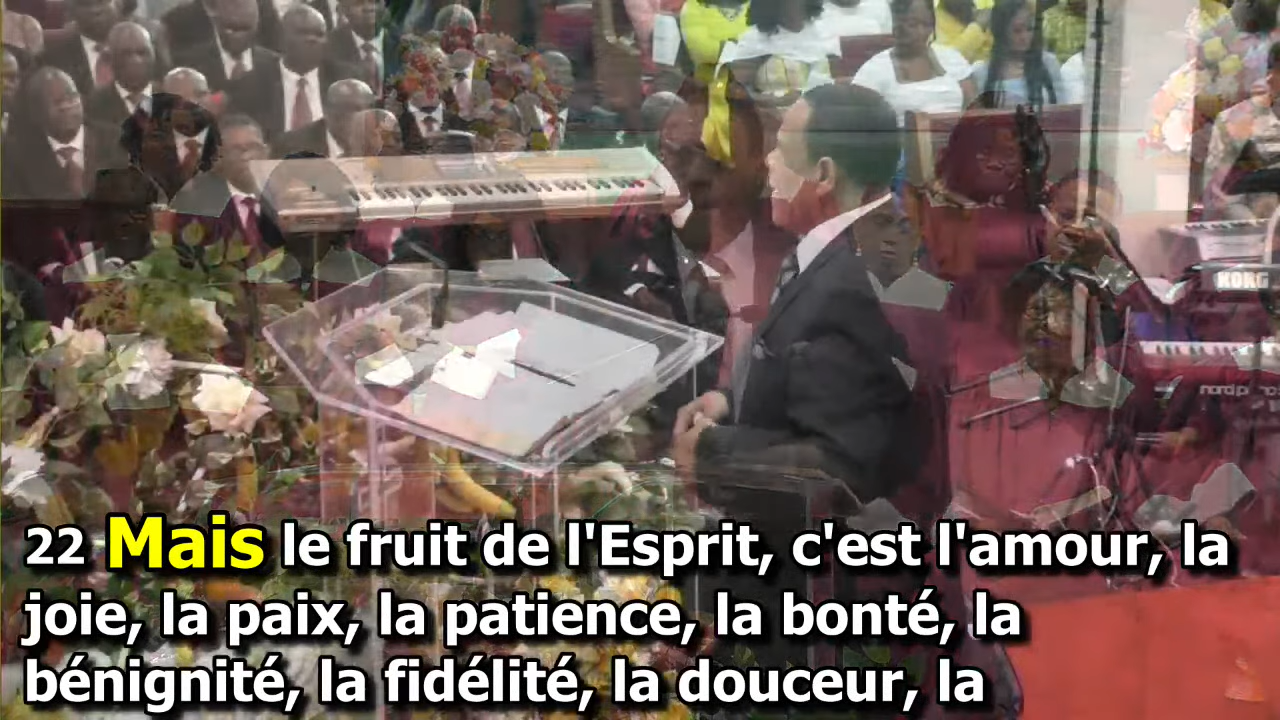 KORG
22 Mais le fruit de l'Esprit, c'est l'amour, la
joie, la paix, la patience, la bonté, la
bénignité, la fidélité, la douceur, la